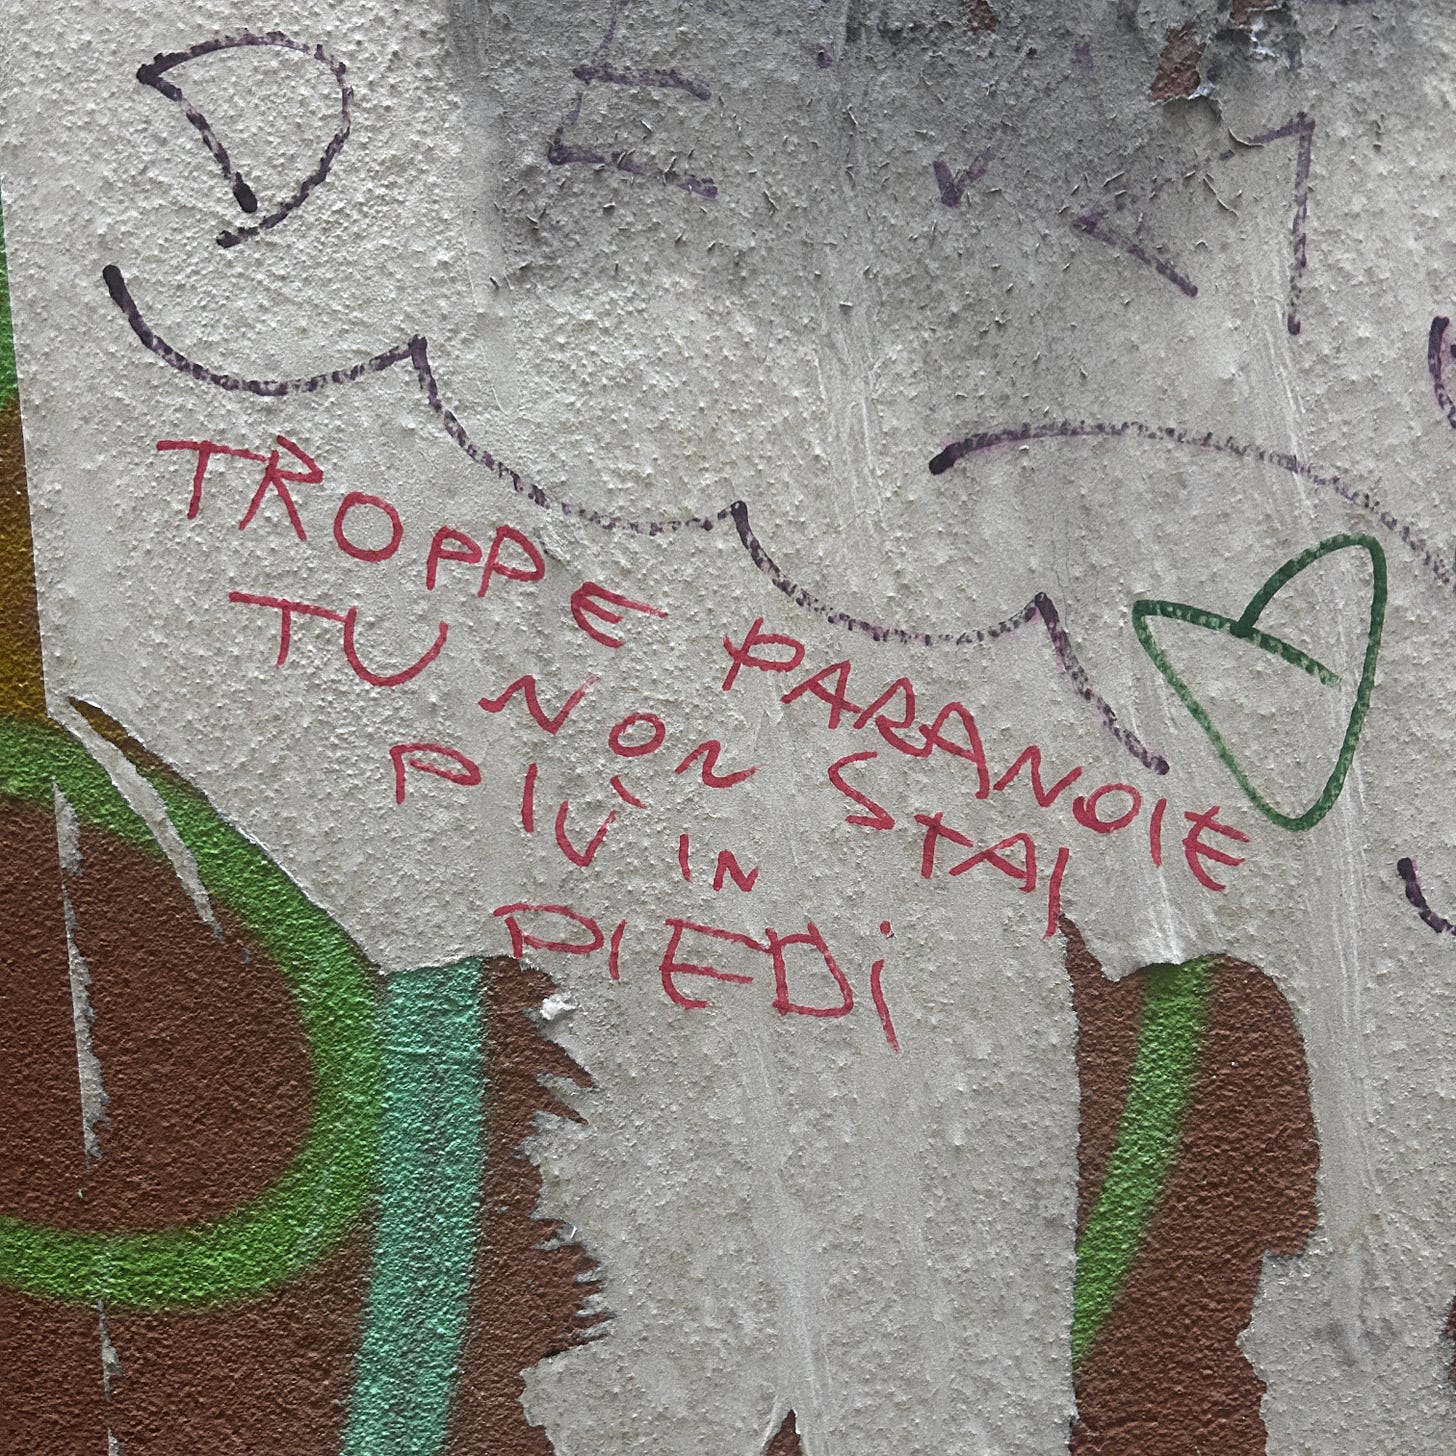 TROPPE PARANOIE
TU NON STAI
PIÙ IN
PIEDi